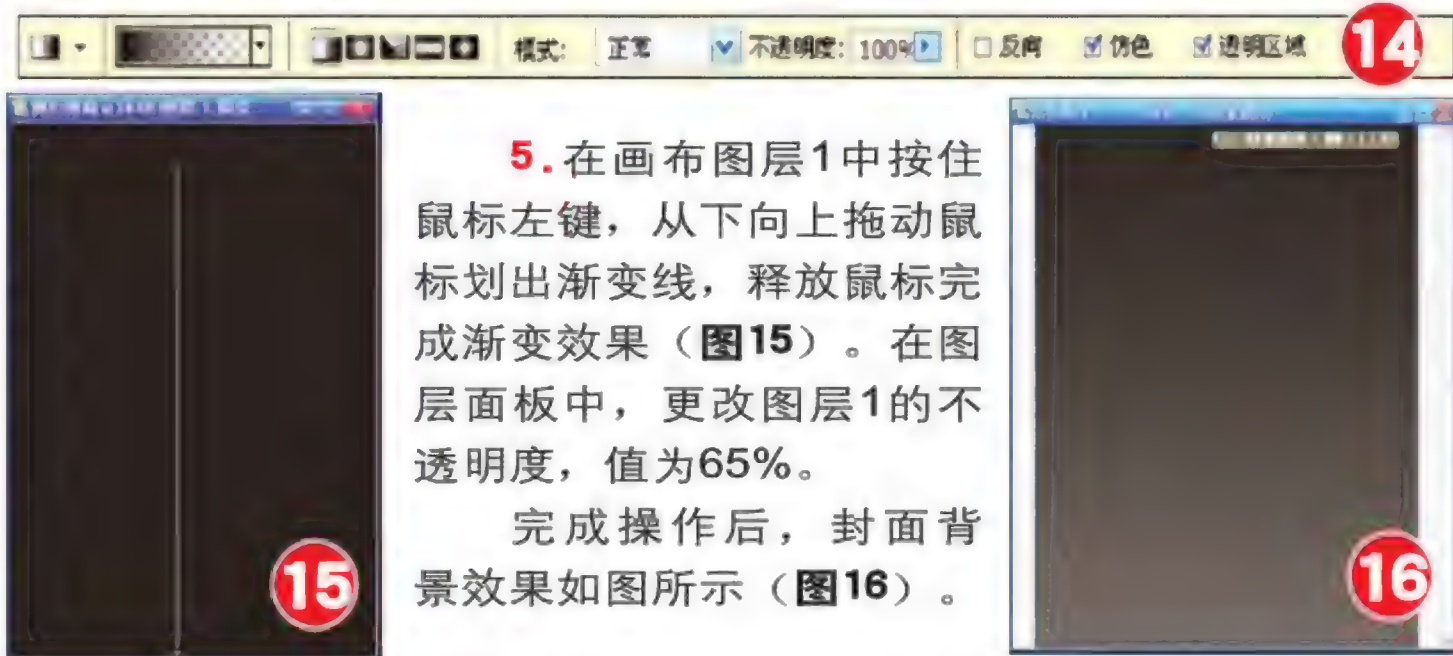 模式: 正常 不透明度: 100% 反向 仿色 透明区域 14
5.在画布图层1中按住
鼠标左键，从下向上拖动鼠
标划出渐变线，释放鼠标完
成渐变效果（图15）。在图
层面板中，更改图层1的不
透明度，值为65%。
完成操作后，封面背
景效果如图所示（图16）。
15
16